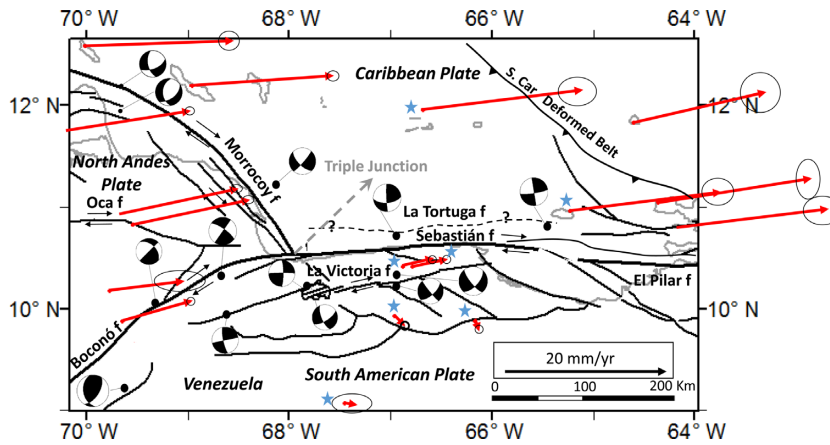 70° W 68° W 66° W 64° W
Caribbean Plate
S. Car Deformed Belt
12° N
12° N
North Andes
Plate
Morrocoy f
Triple Junction
Oca f
La Tortuga f
?
?
Sebastián f
La Victoria f
El Pilar f
10° N
10° N
Boconó f
20 mm/yr
Venezuela
South American Plate
0 100 200 Km
70° W 68° W 66° W 64° W